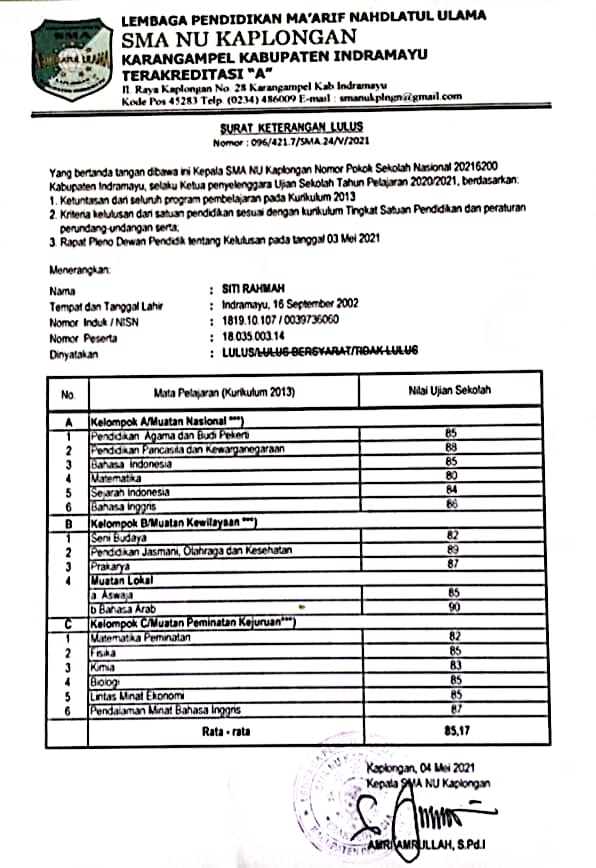 LEMBAGA PENDIDIKAN MA'ARIF NAHDLATUL ULAMA
SMA NU KAPLONGAN
KARANGAMPEL KABUPATEN INDRAMAYU
TERAKREDITASI "A"
Jl. Raya Kaplongan No. 28 Karangampel Kab Indramayu
Kode Pos 45283 Telp. (0234) 486009 E-mail : smanukplngn@gmail.com
SMA
NAHDLATUL ULAMA
SURAT KETERANGAN LULUS
Nomor : 096/421.7/SMA.24/V/2021
Yang bertanda tangan dibawa ini Kepala SMA NU Kaplongan Nomor Pokok Sekolah Nasional 20216200
Kabupaten Indramayu, selaku Ketua penyelenggara Ujian Sekolah Tahun Pelajaran 2020/2021, berdasarkan:
1. Ketuntasan dari seluruh program pembelajaran pada Kurikulum 2013
2. Kriteria kelulusan dari satuan pendidikan sesuai dengan kurikulum Tingkat Satuan Pendidikan dan peraturan
perundang-undangan serta;
3. Rapat Pleno Dewan Pendidik tentang Kelulusan pada tanggal 03 Mei 2021
Menerangkan:
Nama : SITI RAHMAH
Tempat dan Tanggal Lahir : Indramayu, 16 September 2002
Nomor Induk / NISN : 1819.10.107 / 0039736060
Nomor Peserta : 18.035.003.14
Dinyatakan : LULUS/LULUS BERSYARAT/TIDAK LULUS
No. Mata Pelajaran (Kurikulum 2013) Nilai Ujian Sekolah
A Kelompok A/Muatan Nasional ***)
1 Pendidikan Agama dan Budi Pekerti 85
2 Pendidikan Pancasila dan Kewarganegaraan 88
3 Bahasa Indonesia 85
4 Matematika 80
5 Sejarah Indonesia 84
6 Bahasa Inggris 86
B Kelompok B/Muatan Kewilayaan ***)
1 Seni Budaya 82
2 Pendidikan Jasmani, Olahraga dan Kesehatan 89
3 Prakarya 87
4 Muatan Lokal
a Aswaja 85
b Bahasa Arab 90
C Kelompok C/Muatan Peminatan Kejuruan***)
1 Matematika Peminatan 82
2 Fisika 85
3 Kimia 83
4 Biologi 85
5 Lintas Minat Ekonomi 85
6 Pendalaman Minat Bahasa Inggris 87
Rata - rata 85,17
Kaplongan, 04 Mei 2021
Kepala SMA NU Kaplongan
AMRI AMRULLAH, S.Pd.I